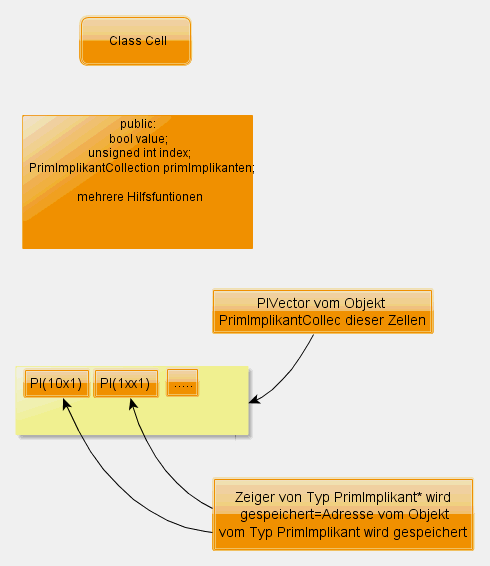 Class Cell
public:
bool value;
unsigned int index;
PrimImplikantCollection primImplikanten;
mehrere Hilfsfuntionen
PIVector vom Objekt
PrimImplikantCollec dieser Zellen
PI(10x1) PI(1xx1) .....
Zeiger von Typ PrimImplikant* wird
gespeichert=Adresse vom Objekt
vom Typ PrimImplikant wird gespeichert